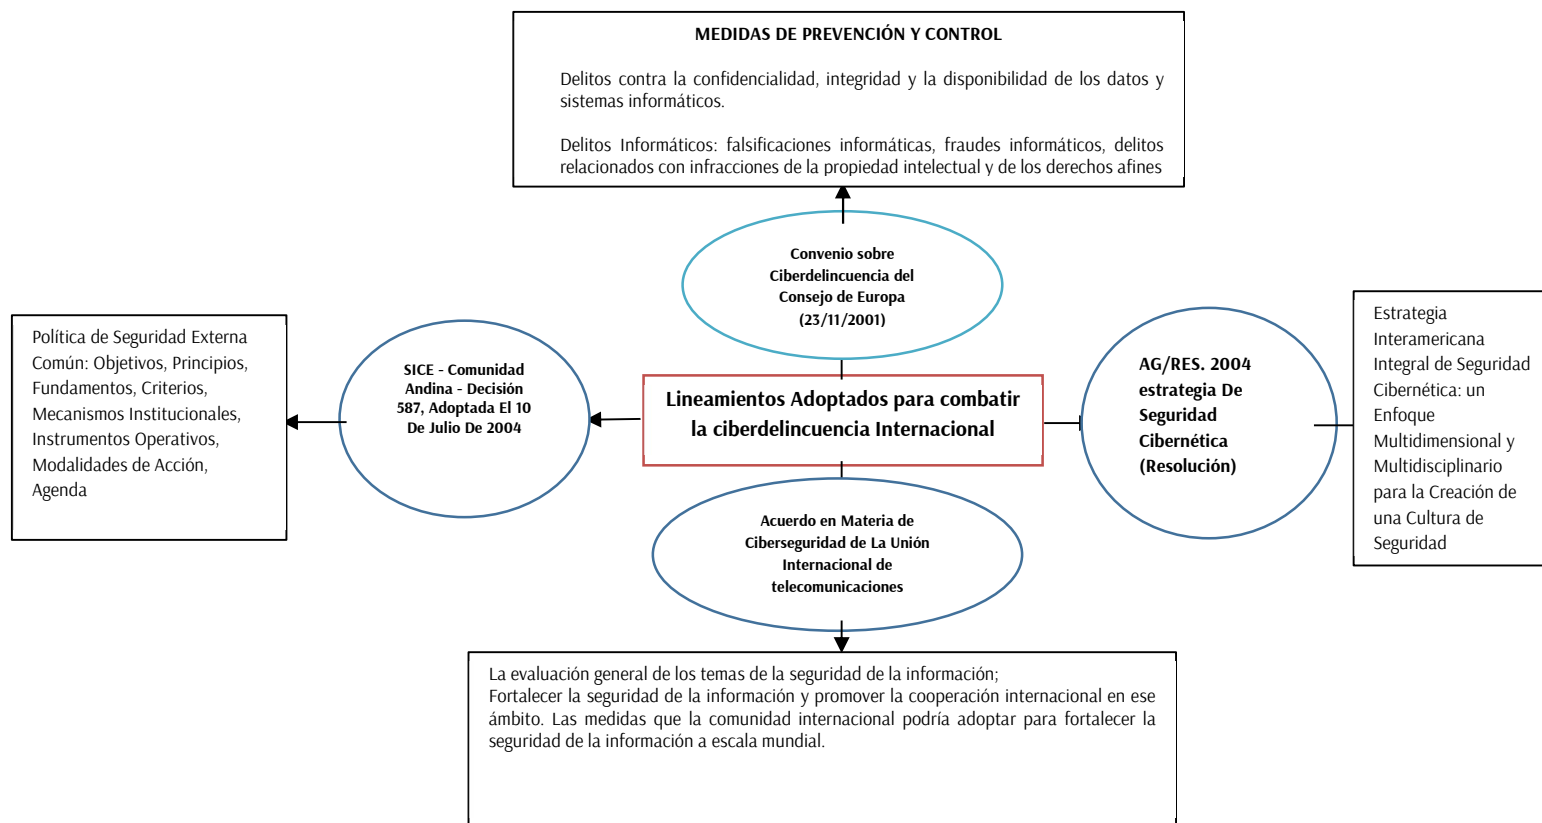 MEDIDAS DE PREVENCIÓN Y CONTROL
Delitos contra la confidencialidad, integridad y la disponibilidad de los datos y
sistemas informáticos.
Delitos Informáticos: falsificaciones informáticas, fraudes informáticos, delitos
relacionados con infracciones de la propiedad intelectual y de los derechos afines
Convenio sobre
Ciberdelincuencia del
Consejo de Europa
(23/11/2001)
Política de Seguridad Externa
Común: Objetivos, Principios,
Fundamentos, Criterios,
Mecanismos Institucionales,
Instrumentos Operativos,
Modalidades de Acción,
Agenda
SICE - Comunidad
Andina - Decisión
587, Adoptada El 10
De Julio De 2004
Lineamientos Adoptados para combatir
la ciberdelincuencia Internacional
AG/RES. 2004
estrategia De
Seguridad
Cibernética
(Resolución)
Estrategia
Interamericana
Integral de Seguridad
Cibernética: un
Enfoque
Multidimensional y
Multidisciplinario
para la Creación de
una Cultura de
Seguridad
Acuerdo en Materia de
Ciberseguridad de La Unión
Internacional de
telecomunicaciones
La evaluación general de los temas de la seguridad de la información;
Fortalecer la seguridad de la información y promover la cooperación internacional en ese
ámbito. Las medidas que la comunidad internacional podría adoptar para fortalecer la
seguridad de la información a escala mundial.